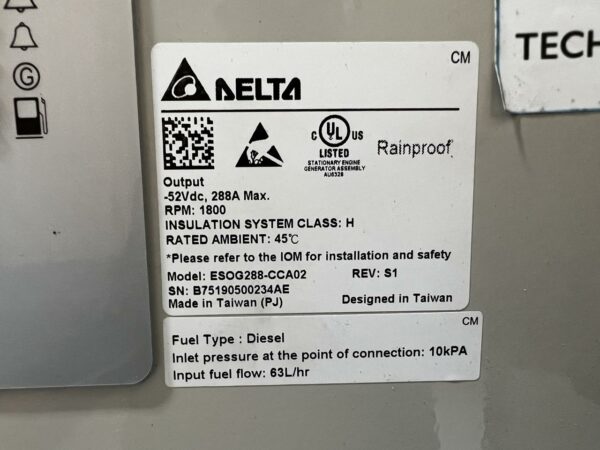 CM
DELTA
C UL US
LISTED
STATIONARY ENGINE
GENERATOR ASSEMBLY
AU6328
Rainproof
Output
-52Vdc, 288A Max.
RPM: 1800
INSULATION SYSTEM CLASS: H
RATED AMBIENT: 45℃
*Please refer to the IOM for installation and safety
Model: ESOG288-CCA02 REV: S1
SN: B75190500234AE
Made in Taiwan (PJ) Designed in Taiwan
CM
Fuel Type : Diesel
Inlet pressure at the point of connection: 10kPA
Input fuel flow: 63L/hr
G
TECH